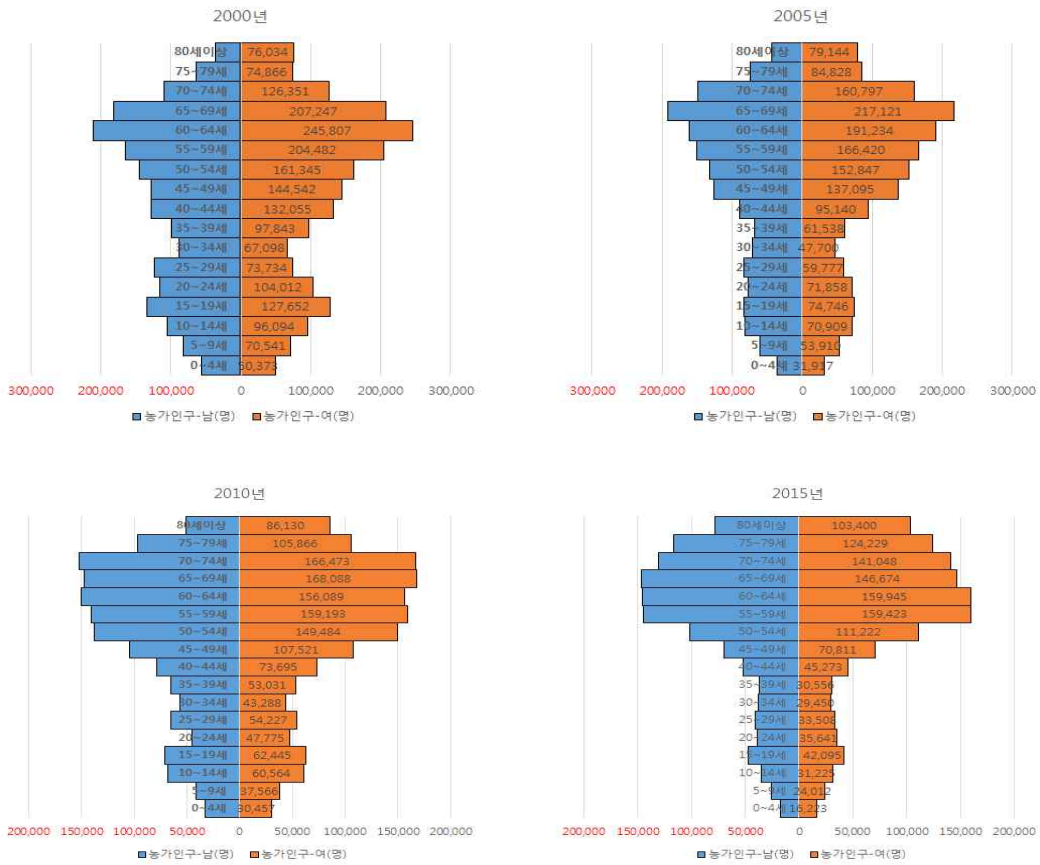 2000년
80세이상 76,034
75~79세 74,866
70~74세 126,351
65~69세 207,247
60~64세 245,807
55~59세 204,482
50~54세 161,345
45~49세 144,542
40~44세 132,055
35~39세 97,843
30~34세 67,098
25~29세 73,734
20~24세 104,012
15~19세 127,652
10~14세 96,094
5~9세 70,541
0~4세 50,373
300,000 200,000 100,000 0 100,000 200,000 300,000
농가인구-남(명) 농가인구-여(명)
2005년
80세이상 79,144
75~79세 84,828
70~74세 160,797
65~69세 217,121
60~64세 191,234
55~59세 166,420
50~54세 152,847
45~49세 137,095
40~44세 95,140
35~39세 61,538
30~34세 47,700
25~29세 59,777
20~24세 71,858
15~19세 74,746
10~14세 70,909
5~9세 53,910
0~4세 31,917
300,000 200,000 100,000 0 100,000 200,000 300,000
농가인구-남(명) 농가인구-여(명)
2010년
80세이상 86,130
75~79세 105,866
70~74세 166,473
65~69세 168,088
60~64세 156,089
55~59세 159,193
50~54세 149,484
45~49세 107,521
40~44세 73,695
35~39세 53,031
30~34세 43,288
25~29세 54,227
20~24세 47,775
15~19세 62,445
10~14세 60,564
5~9세 37,566
0~4세 30,457
200,000 150,000 100,000 50,000 0 50,000 100,000 150,000 200,000
농가인구-남(명) 농가인구-여(명)
2015년
80세이상 103,400
75~79세 124,229
70~74세 141,048
65~69세 146,674
60~64세 159,945
55~59세 159,423
50~54세 111,222
45~49세 70,811
40~44세 45,273
35~39세 30,556
30~34세 29,450
25~29세 33,508
20~24세 35,641
15~19세 42,095
10~14세 31,225
5~9세 24,012
0~4세 16,223
200,000 150,000 100,000 50,000 0 50,000 100,000 150,000 200,000
농가인구-남(명) 농가인구-여(명)